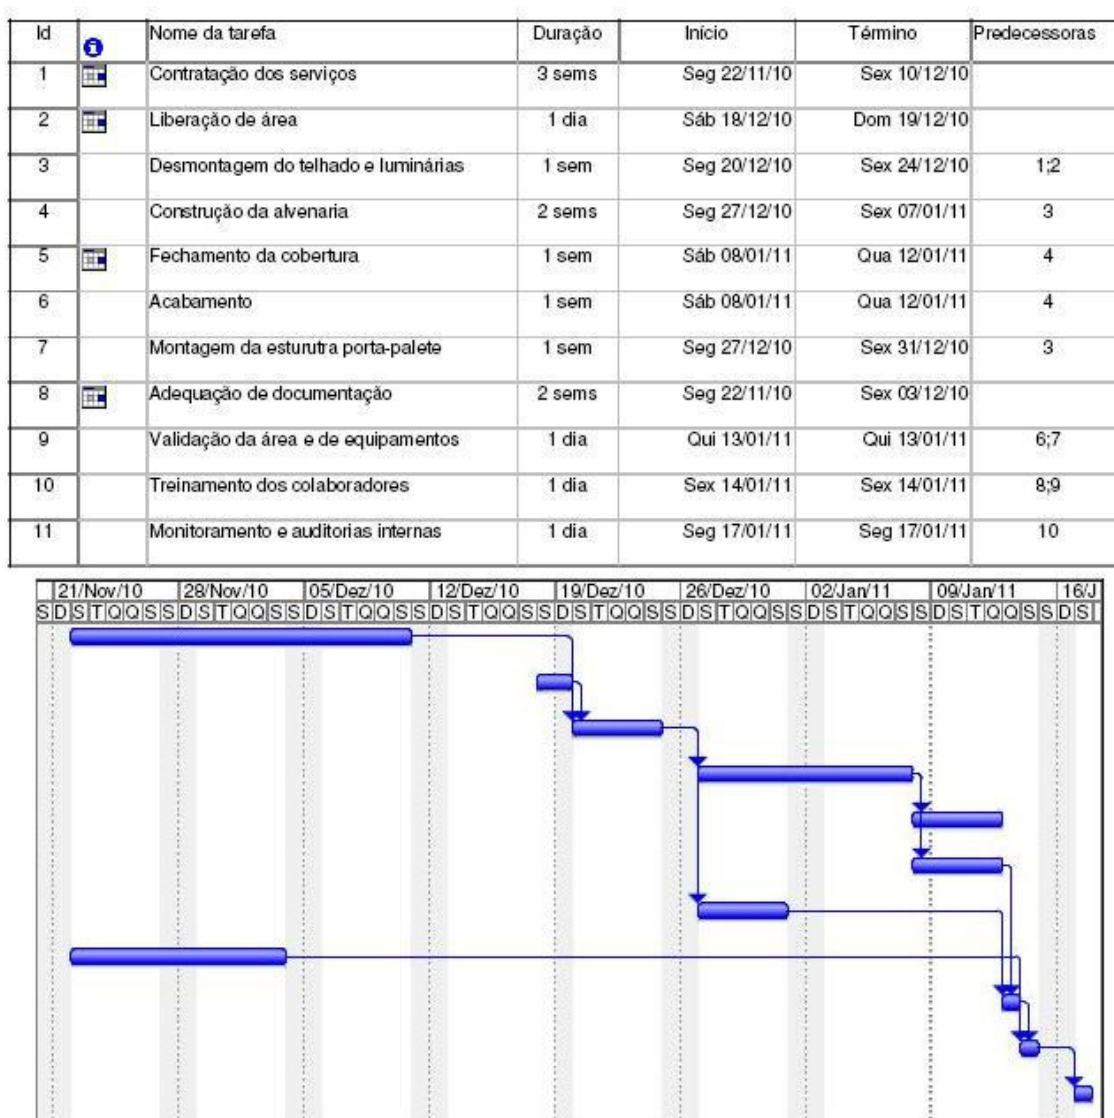 Id Nome da tarefa Duração Início Término Predecessoras
1 Contratação dos serviços 3 sems Seg 22/11/10 Sex 10/12/10
2 Liberação de área 1 dia Sáb 18/12/10 Dom 19/12/10
3 Desmontagem do telhado e luminárias 1 sem Seg 20/12/10 Sex 24/12/10 1;2
4 Construção da alvenaria 2 sems Seg 27/12/10 Sex 07/01/11 3
5 Fechamento da cobertura 1 sem Sáb 08/01/11 Qua 12/01/11 4
6 Acabamento 1 sem Sáb 08/01/11 Qua 12/01/11 4
7 Montagem da esturutra porta-palete 1 sem Seg 27/12/10 Sex 31/12/10 3
8 Adequação de documentação 2 sems Seg 22/11/10 Sex 03/12/10
9 Validação da área e de equipamentos 1 dia Qui 13/01/11 Qui 13/01/11 6;7
10 Treinamento dos colaboradores 1 dia Sex 14/01/11 Sex 14/01/11 8;9
11 Monitoramento e auditorias internas 1 dia Seg 17/01/11 Seg 17/01/11 10
21/Nov/10 28/Nov/10 05/Dez/10 12/Dez/10 19/Dez/10 26/Dez/10 02/Jan/11 09/Jan/11 16/J
S D S T Q Q S S D S T Q Q S S D S T Q Q S S D S T Q Q S S D S T Q Q S S D S T Q Q S S D S T Q Q S S D S T Q Q S S D S